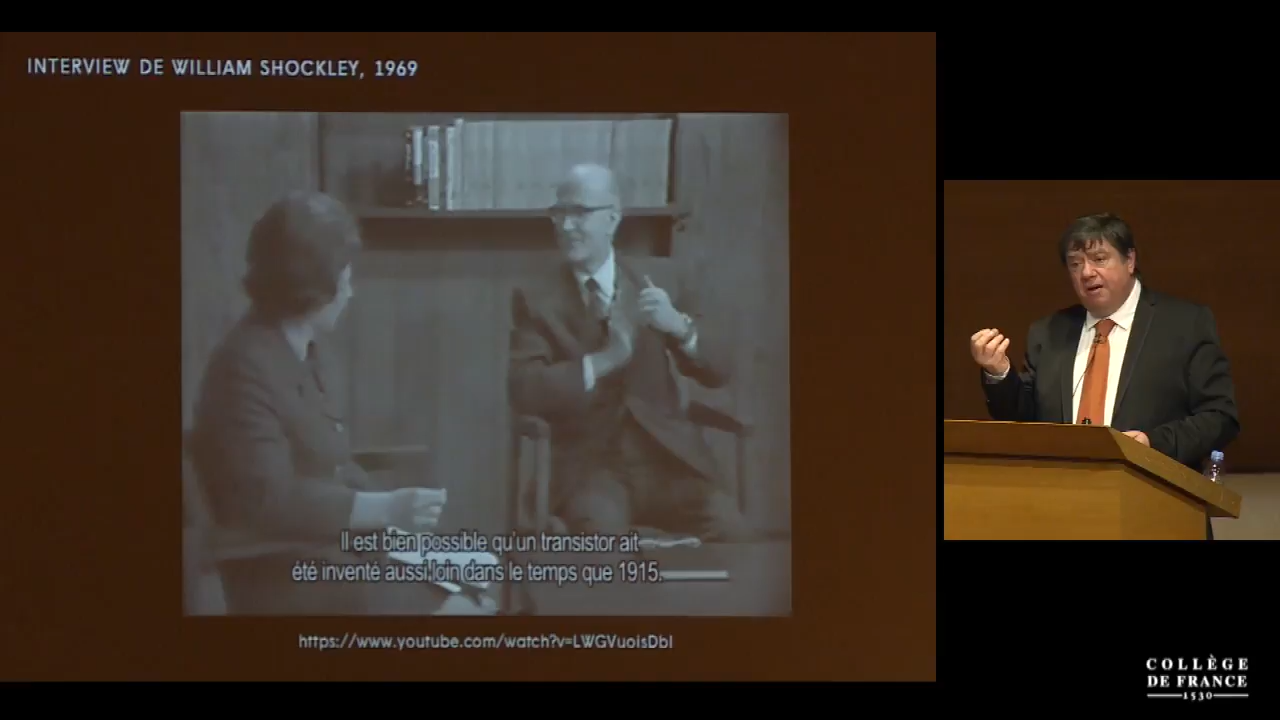 INTERVIEW DE WILLIAM SHOCKLEY, 1969
Il est bien possible qu'un transistor ait
été inventé aussi loin dans le temps que 1915.
https://www.youtube.com/watch?v=LWGVuoisDbI
COLLÈGE
DE FRANCE
1530